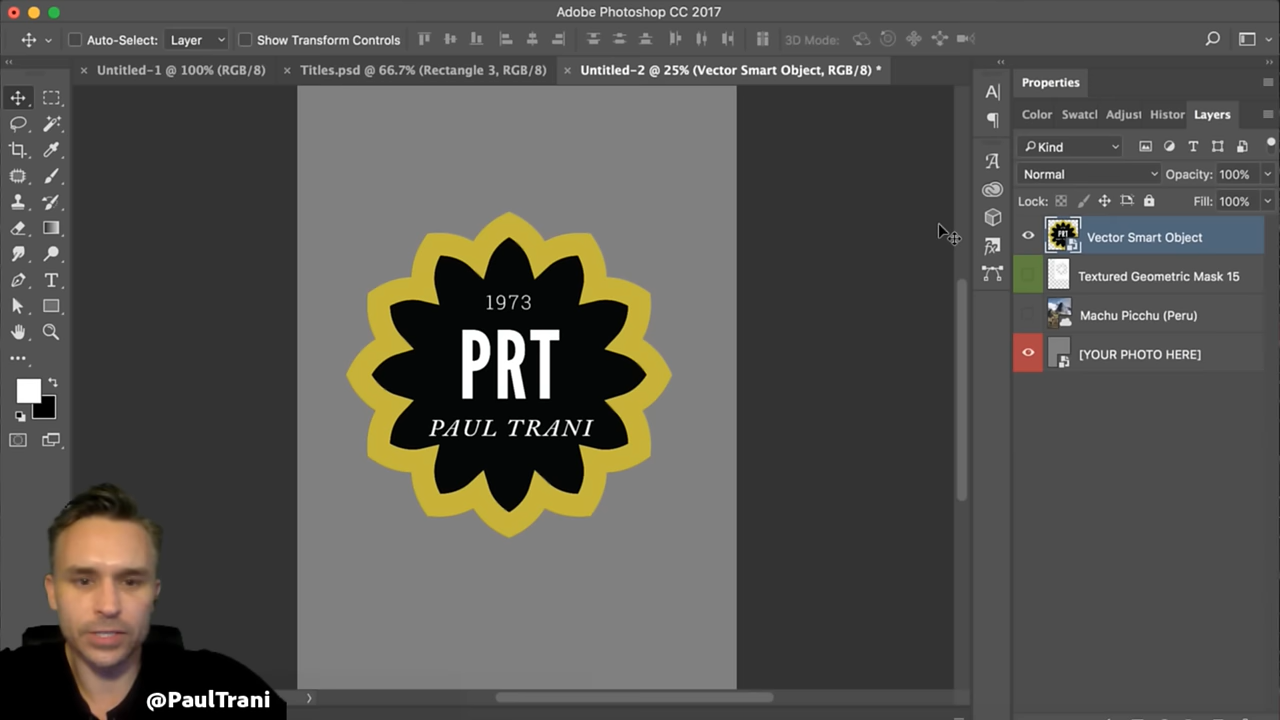 Adobe Photoshop CC 2017
Auto-Select: Layer Show Transform Controls 3D Mode:
Untitled-1 @ 100% (RGB/8) Titles.psd @ 66.7% (Rectangle 3, RGB/8) Untitled-2 @ 25% (Vector Smart Object, RGB/8) *
Properties
Color Swatcl Adjust Histor Layers
Kind
Normal Opacity: 100%
Lock: Fill: 100%
Vector Smart Object
Textured Geometric Mask 15
Machu Picchu (Peru)
[YOUR PHOTO HERE]
1973
PRT
PAUL TRANI
@PaulTrani